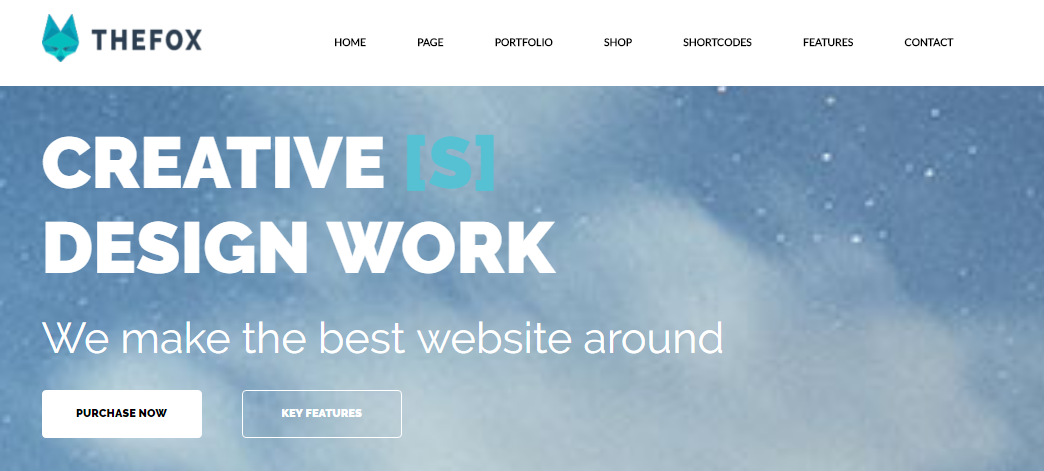 THEFOX
HOME PAGE PORTFOLIO SHOP SHORTCODES FEATURES CONTACT
CREATIVE [S]
DESIGN WORK
We make the best website around
PURCHASE NOW KEY FEATURES